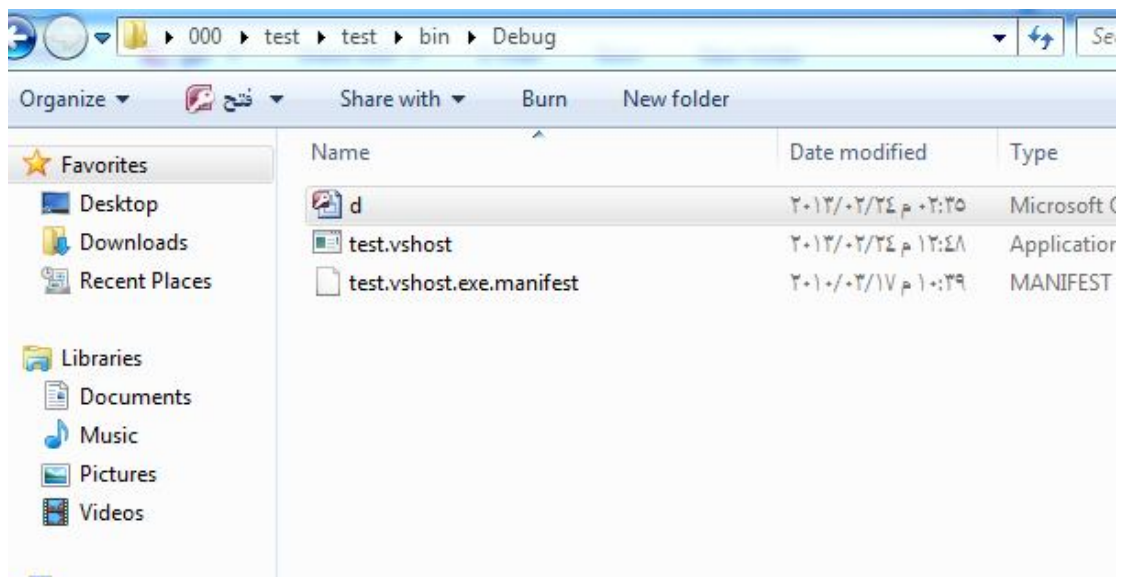 000 test test bin Debug Se
Organize فتح Share with Burn New folder
Name Date modified Type
Favorites
Desktop
Downloads
Recent Places
Libraries
Documents
Music
Pictures
Videos
d ٢٠١٣/٠٢/٢٤ ٠٢:٣٥ م Microsoft O
test.vshost ٢٠١٣/٠٢/٢٤ ١٢:٤٨ م Application
test.vshost.exe.manifest ٢٠١٠/٠٣/١٧ ١٠:٣٩ م MANIFEST